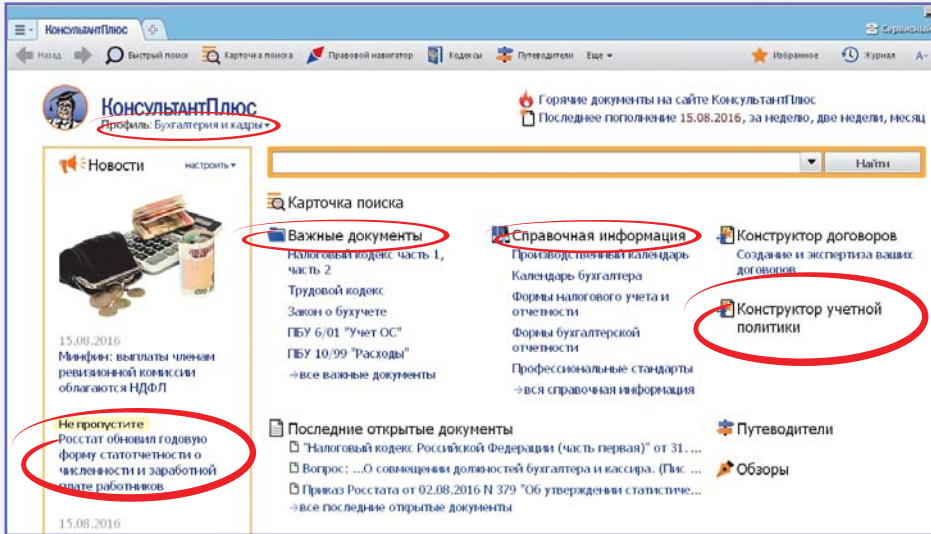 КонсультантПлюс
Сервисный
Назад Быстрый поиск Карточка поиска Правовой навигатор Кодексы Путеводители Еще Избранное Журнал А-
КонсультантПлюс
Профиль: Бухгалтерия и кадры
Горячие документы на сайте КонсультантПлюс
Последнее пополнение 15.08.2016, за неделю, две недели, месяц
Новости настроить
Найти
15.08.2016
Минфин: выплаты членам
ревизионной комиссии
облагаются НДФЛ
Не пропустите
Росстат обновил годовую
форму статотчетности о
численности и заработной
плате работников
15.08.2016
Карточка поиска
Важные документы
Налоговый кодекс часть 1,
часть 2
Трудовой кодекс
Закон о бухучете
ПБУ 6/01 "Учет ОС"
ПБУ 10/99 "Расходы"
→все важные документы
Справочная информация
Производственный календарь
Календарь бухгалтера
Формы налогового учета и
отчетности
Формы бухгалтерской
отчетности
Профессиональные стандарты
→вся справочная информация
Конструктор договоров
Создание и экспертиза ваших
договоров
Конструктор учетной
политики
Последние открытые документы
"Налоговый кодекс Российской Федерации (часть первая)" от 31. ...
Вопрос: ...О совмещении должностей бухгалтера и кассира. (Пис ...
Приказ Росстата от 02.08.2016 N 379 "Об утверждении статистиче...
→все последние открытые документы
Путеводители
Обзоры